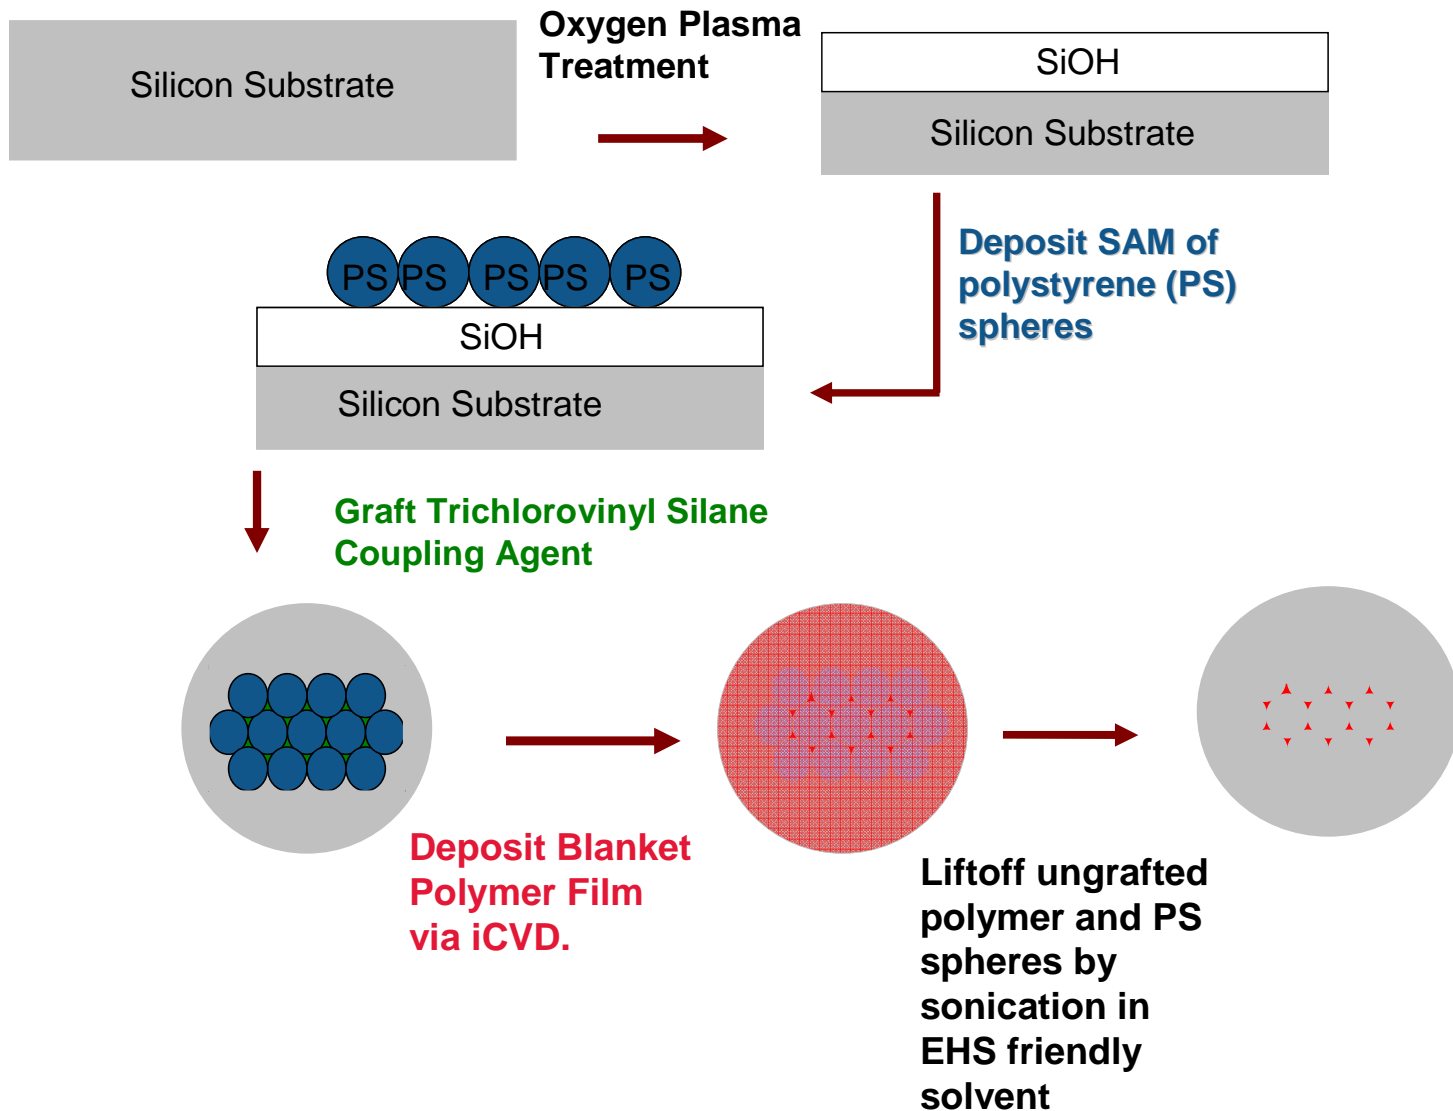 Silicon Substrate
Oxygen Plasma
Treatment
SiOH
Silicon Substrate
Deposit SAM of
polystyrene (PS)
spheres
PS PS PS PS PS
SiOH
Silicon Substrate
Graft Trichlorovinyl Silane
Coupling Agent
Deposit Blanket
Polymer Film
via iCVD.
Liftoff ungrafted
polymer and PS
spheres by
sonication in
EHS friendly
solvent